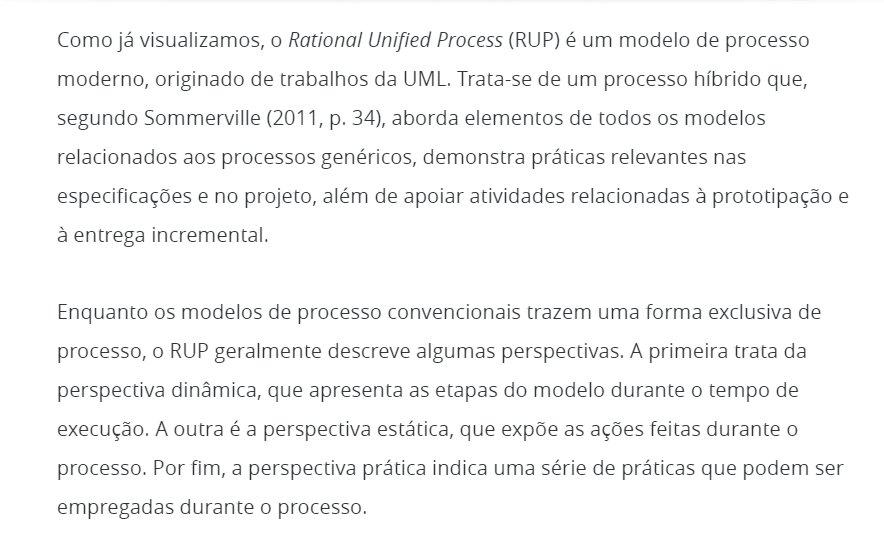 Como já visualizamos, o Rational Unified Process (RUP) é um modelo de processo
moderno, originado de trabalhos da UML. Trata-se de um processo híbrido que,
segundo Sommerville (2011, p. 34), aborda elementos de todos os modelos
relacionados aos processos genéricos, demonstra práticas relevantes nas
especificações e no projeto, além de apoiar atividades relacionadas à prototipação e
à entrega incremental.
Enquanto os modelos de processo convencionais trazem uma forma exclusiva de
processo, o RUP geralmente descreve algumas perspectivas. A primeira trata da
perspectiva dinâmica, que apresenta as etapas do modelo durante o tempo de
execução. A outra é a perspectiva estática, que expõe as ações feitas durante o
processo. Por fim, a perspectiva prática indica uma série de práticas que podem ser
empregadas durante o processo.